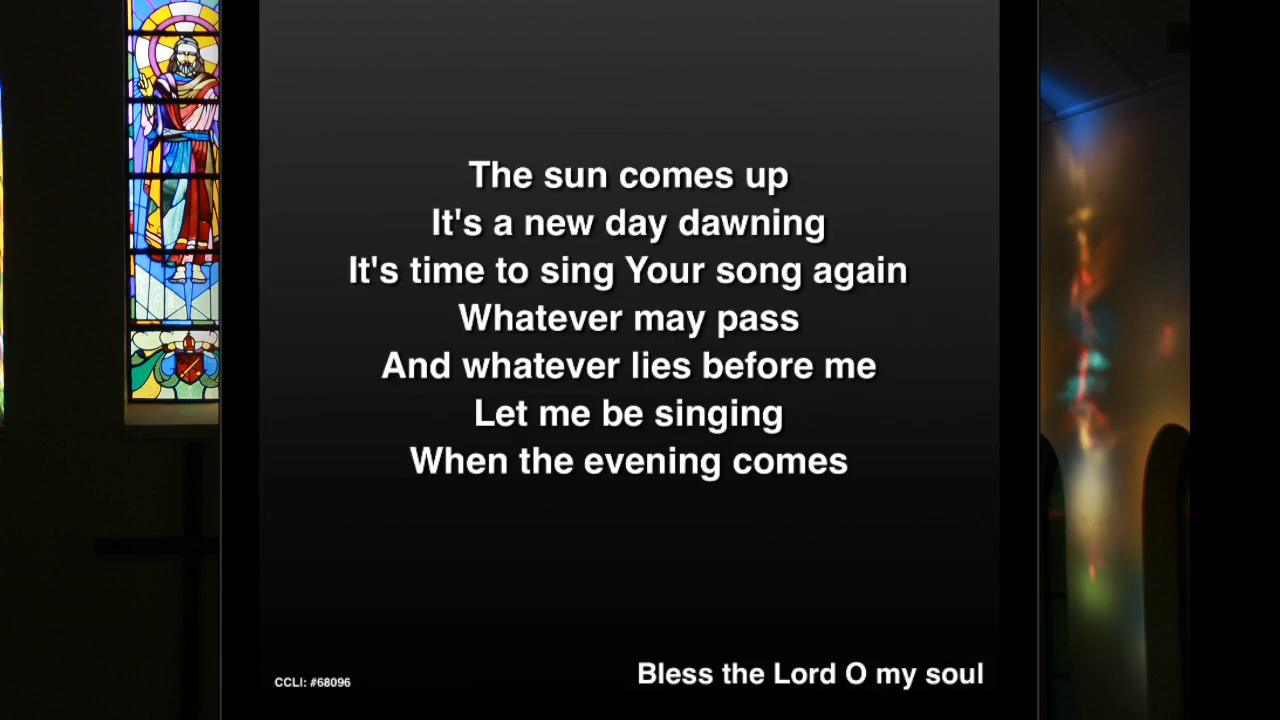 The sun comes up
It's a new day dawning
It's time to sing Your song again
Whatever may pass
And whatever lies before me
Let me be singing
When the evening comes
CCLI: #68096
Bless the Lord O my soul